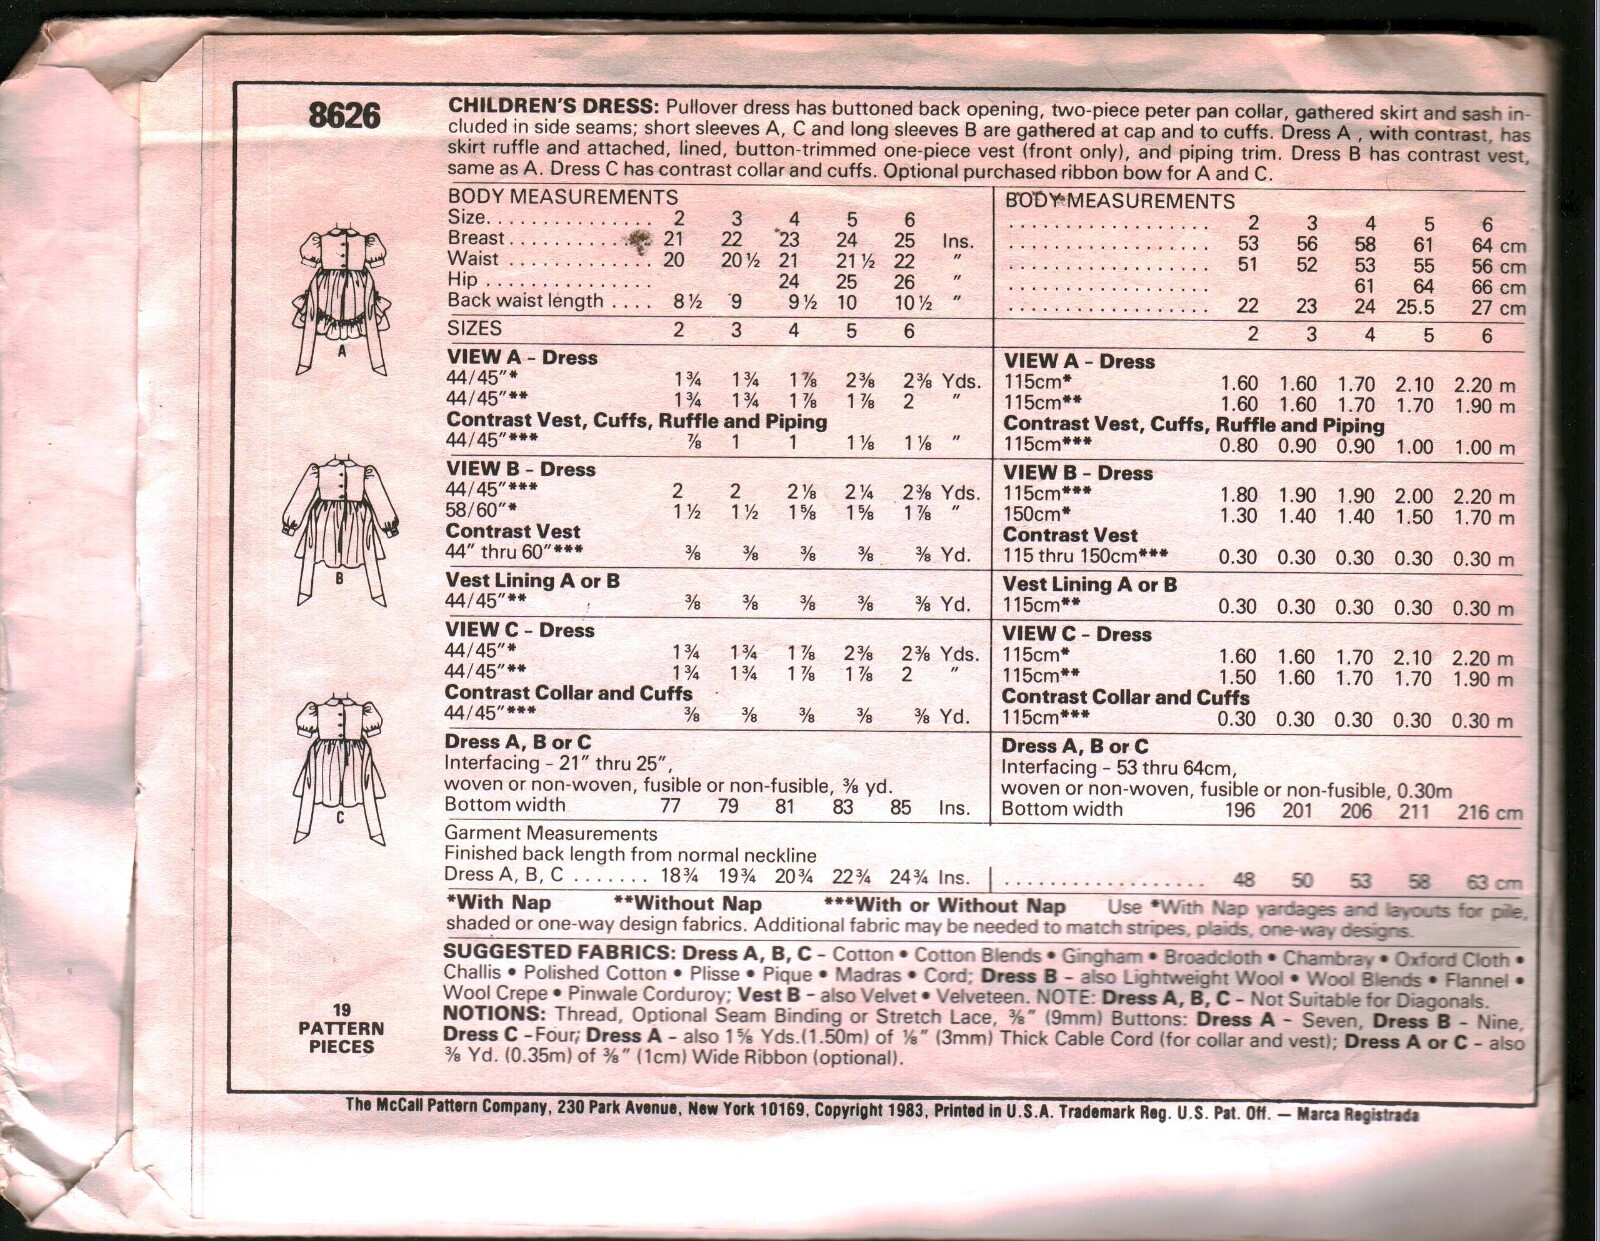 8626
CHILDREN'S DRESS: Pullover dress has buttoned back opening, two-piece peter pan collar, gathered skirt and sash in-
cluded in side seams; short sleeves A, C and long sleeves B are gathered at cap and to cuffs. Dress A , with contrast, has
skirt ruffle and attached, lined, button-trimmed one-piece vest (front only), and piping trim. Dress B has contrast vest,
same as A. Dress C has contrast collar and cuffs. Optional purchased ribbon bow for A and C.
BODY MEASUREMENTS
Size. . . . . . . . . . . . . . . . 2 3 4 5 6
Breast . . . . . . . . . . . 21 22 23 24 25 Ins.
Waist . . . . . . . . . . . . . 20 20½ 21 21½ 22 "
Hip . . . . . . . . . . . . . . . 24 25 26 "
Back waist length . . . . 8½ 9 9½ 10 10½ "
SIZES 2 3 4 5 6
VIEW A - Dress
44/45"* 1¾ 1¾ 1⅞ 2⅜ 2⅜ Yds.
44/45"** 1¾ 1¾ 1⅞ 1⅞ 2 "
Contrast Vest, Cuffs, Ruffle and Piping
44/45"*** ⅞ 1 1 1⅛ 1⅛ "
VIEW B - Dress
44/45"*** 2 2 2⅛ 2¼ 2⅜ Yds.
58/60"* 1½ 1½ 1⅝ 1⅝ 1⅞ "
Contrast Vest
44" thru 60"*** ⅜ ⅜ ⅜ ⅜ ⅜ Yd.
Vest Lining A or B
44/45"** ⅜ ⅜ ⅜ ⅜ ⅜ Yd.
VIEW C - Dress
44/45"* 1¾ 1¾ 1⅞ 2⅜ 2⅜ Yds.
44/45"** 1¾ 1¾ 1⅞ 1⅞ 2 "
Contrast Collar and Cuffs
44/45"*** ⅜ ⅜ ⅜ ⅜ ⅜ Yd.
Dress A, B or C
Interfacing - 21" thru 25",
woven or non-woven, fusible or non-fusible, ⅜ yd.
Bottom width 77 79 81 83 85 Ins.
BODY MEASUREMENTS
. . . . . . . . . . . . . . . . . . 2 3 4 5 6
. . . . . . . . . . . . . . . . . . 53 56 58 61 64 cm
. . . . . . . . . . . . . . . . . . 51 52 53 55 56 cm
. . . . . . . . . . . . . . . . . . 61 64 66 cm
. . . . . . . . . . . . . . . . . . 22 23 24 25.5 27 cm
2 3 4 5 6
VIEW A - Dress
115cm* 1.60 1.60 1.70 2.10 2.20 m
115cm** 1.60 1.60 1.70 1.70 1.90 m
Contrast Vest, Cuffs, Ruffle and Piping
115cm*** 0.80 0.90 0.90 1.00 1.00 m
VIEW B - Dress
115cm*** 1.80 1.90 1.90 2.00 2.20 m
150cm* 1.30 1.40 1.40 1.50 1.70 m
Contrast Vest
115 thru 150cm*** 0.30 0.30 0.30 0.30 0.30 m
Vest Lining A or B
115cm** 0.30 0.30 0.30 0.30 0.30 m
VIEW C - Dress
115cm* 1.60 1.60 1.70 2.10 2.20 m
115cm** 1.50 1.60 1.70 1.70 1.90 m
Contrast Collar and Cuffs
115cm*** 0.30 0.30 0.30 0.30 0.30 m
Dress A, B or C
Interfacing - 53 thru 64cm,
woven or non-woven, fusible or non-fusible, 0.30m
Bottom width 196 201 206 211 216 cm
Garment Measurements
Finished back length from normal neckline
Dress A, B, C . . . . . . . 18¾ 19¾ 20¾ 22¾ 24¾ Ins. . . . . . . . . . . . . . . . . . . 48 50 53 58 63 cm
*With Nap **Without Nap ***With or Without Nap Use *With Nap yardages and layouts for pile,
shaded or one-way design fabrics. Additional fabric may be needed to match stripes, plaids, one-way designs.
SUGGESTED FABRICS: Dress A, B, C - Cotton • Cotton Blends • Gingham • Broadcloth • Chambray • Oxford Cloth •
Challis • Polished Cotton • Plisse • Pique • Madras • Cord; Dress B - also Lightweight Wool • Wool Blends • Flannel •
Wool Crepe • Pinwale Corduroy; Vest B - also Velvet • Velveteen. NOTE: Dress A, B, C - Not Suitable for Diagonals.
NOTIONS: Thread, Optional Seam Binding or Stretch Lace, ⅜" (9mm) Buttons: Dress A - Seven, Dress B - Nine,
Dress C -Four; Dress A - also 1⅝ Yds.(1.50m) of ⅛" (3mm) Thick Cable Cord (for collar and vest); Dress A or C - also
⅜ Yd. (0.35m) of ⅜" (1cm) Wide Ribbon (optional).
A
B
C
19
PATTERN
PIECES
The McCall Pattern Company, 230 Park Avenue, New York 10169, Copyright 1983, Printed in U.S.A. Trademark Reg. U.S. Pat. Off. — Marca Registrada